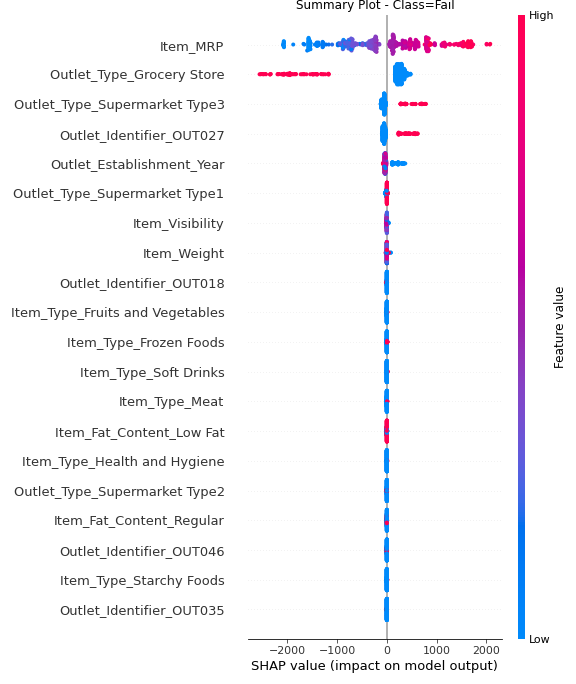 Summary Plot - Class=Fail
High
Item_MRP
Outlet_Type_Grocery Store
Outlet_Type_Supermarket Type3
Outlet_Identifier_OUT027
Outlet_Establishment_Year
Outlet_Type_Supermarket Type1
Item_Visibility
Item_Weight
Outlet_Identifier_OUT018
Item_Type_Fruits and Vegetables
Item_Type_Frozen Foods
Item_Type_Soft Drinks
Item_Type_Meat
Item_Fat_Content_Low Fat
Item_Type_Health and Hygiene
Outlet_Type_Supermarket Type2
Item_Fat_Content_Regular
Outlet_Identifier_OUT046
Item_Type_Starchy Foods
Outlet_Identifier_OUT035
Feature value
Low
−2000 −1000 0 1000 2000
SHAP value (impact on model output)